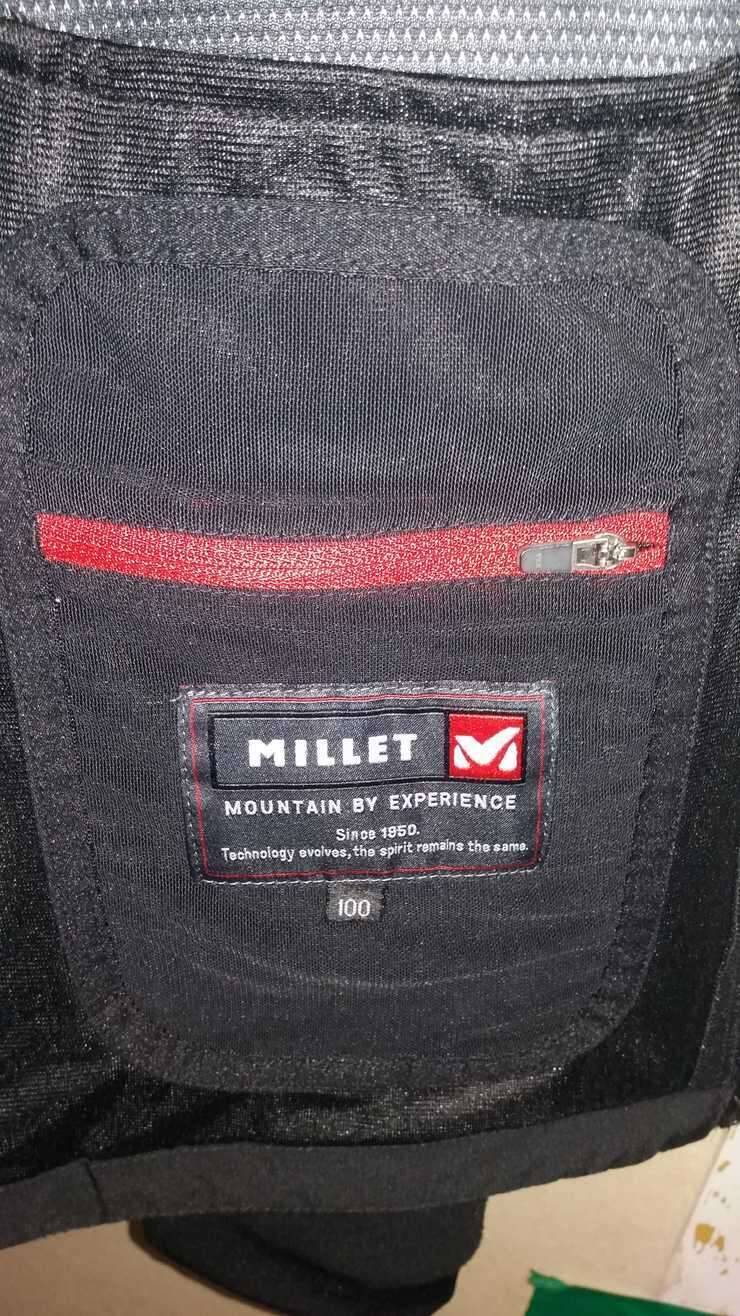 MILLET
MOUNTAIN BY EXPERIENCE
Since 1950.
Technology evolves, the spirit remains the same.
100